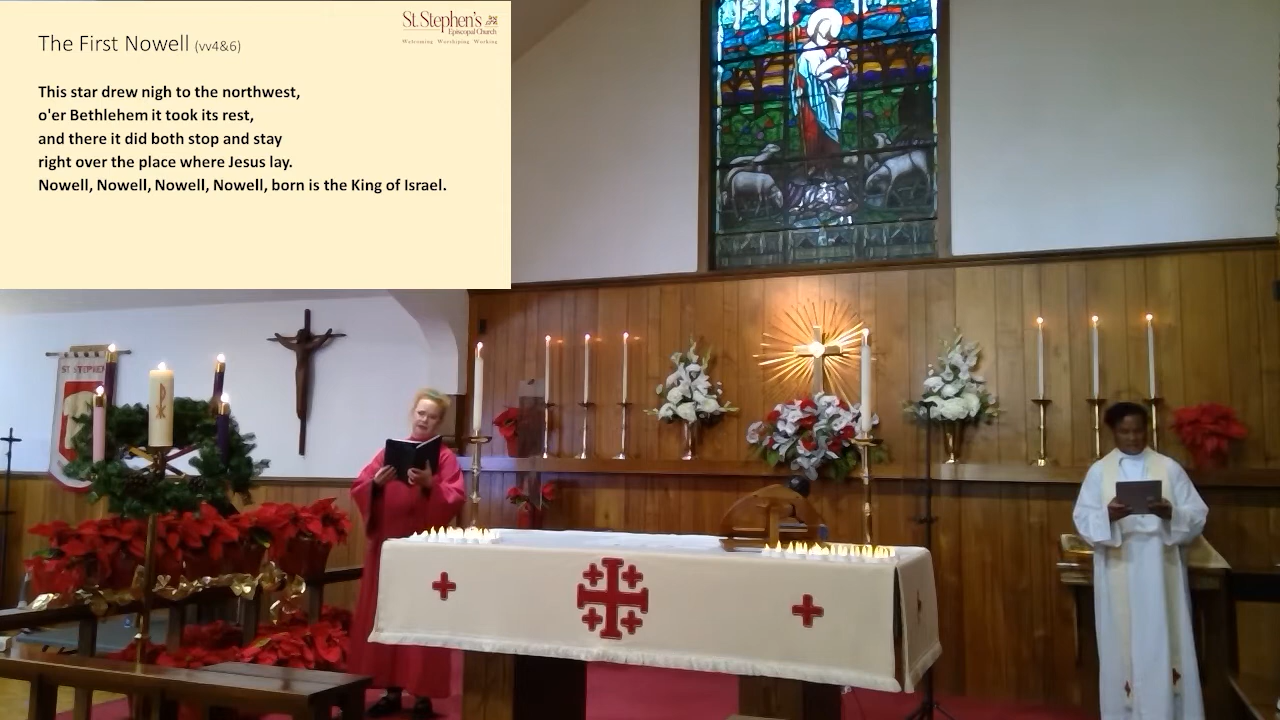 The First Nowell (vv4&6)
St.Stephen's
Episcopal Church
Welcoming Worshiping Working
This star drew nigh to the northwest,
o'er Bethlehem it took its rest,
and there it did both stop and stay
right over the place where Jesus lay.
Nowell, Nowell, Nowell, Nowell, born is the King of Israel.
ST. STEPHEN